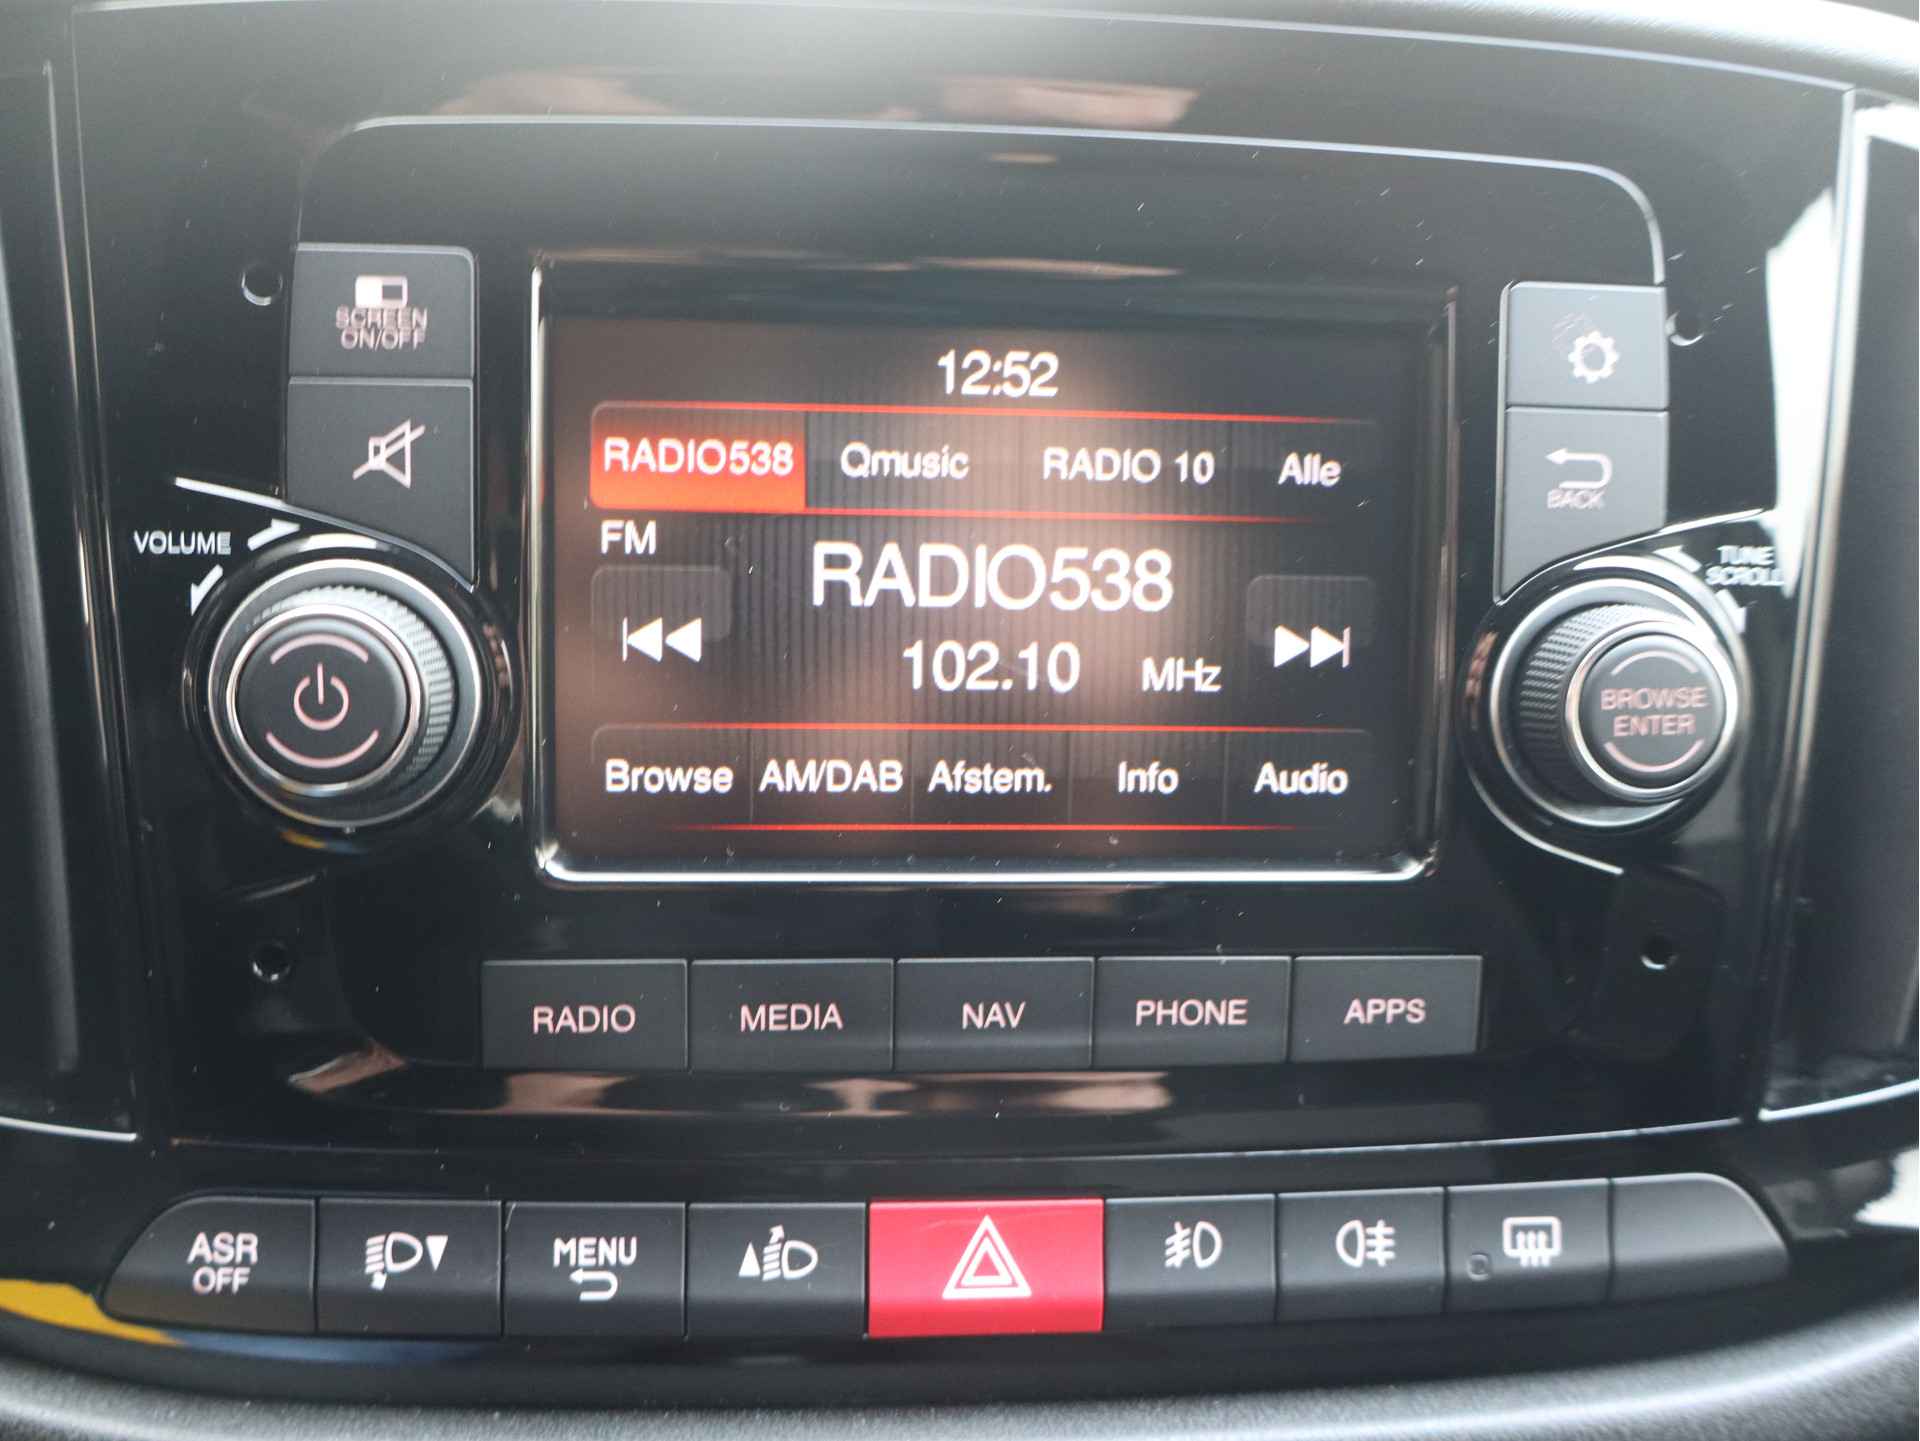 SCREEN
ON/OFF
VOLUME
12:52
RADIO538 Qmusic RADIO 10 Alle
FM
RADIO538
102.10 MHz
Browse AM/DAB Afstem. Info Audio
BACK
TUNE
SCROLL
BROWSE
ENTER
RADIO MEDIA NAV PHONE APPS
ASR
OFF
MENU